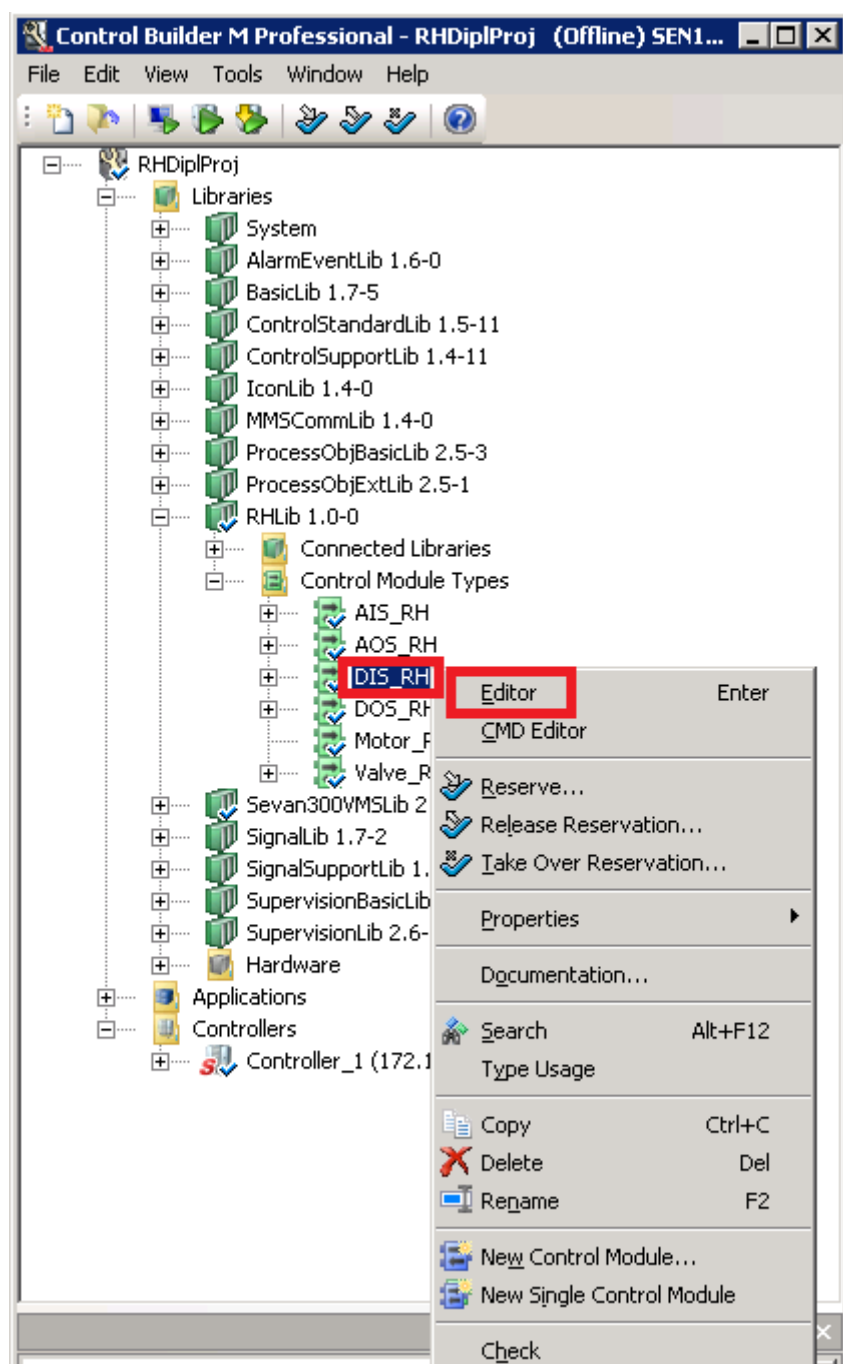 Control Builder M Professional - RHDiplProj (Offline) SEN1...
File Edit View Tools Window Help
RHDiplProj
Libraries
System
AlarmEventLib 1.6-0
BasicLib 1.7-5
ControlStandardLib 1.5-11
ControlSupportLib 1.4-11
IconLib 1.4-0
MMSCommLib 1.4-0
ProcessObjBasicLib 2.5-3
ProcessObjExtLib 2.5-1
RHLib 1.0-0
Connected Libraries
Control Module Types
AIS_RH
AOS_RH
DIS_RH
DOS_RH
Motor_
Valve_R
Sevan300VMSLib 2
SignalLib 1.7-2
SignalSupportLib 1.
SupervisionBasicLib
SupervisionLib 2.6-
Hardware
Applications
Controllers
Controller_1 (172.1
Editor Enter
CMD Editor
Reserve...
Release Reservation...
Take Over Reservation...
Properties
Documentation...
Search Alt+F12
Type Usage
Copy Ctrl+C
Delete Del
Rename F2
New Control Module...
New Single Control Module
Check